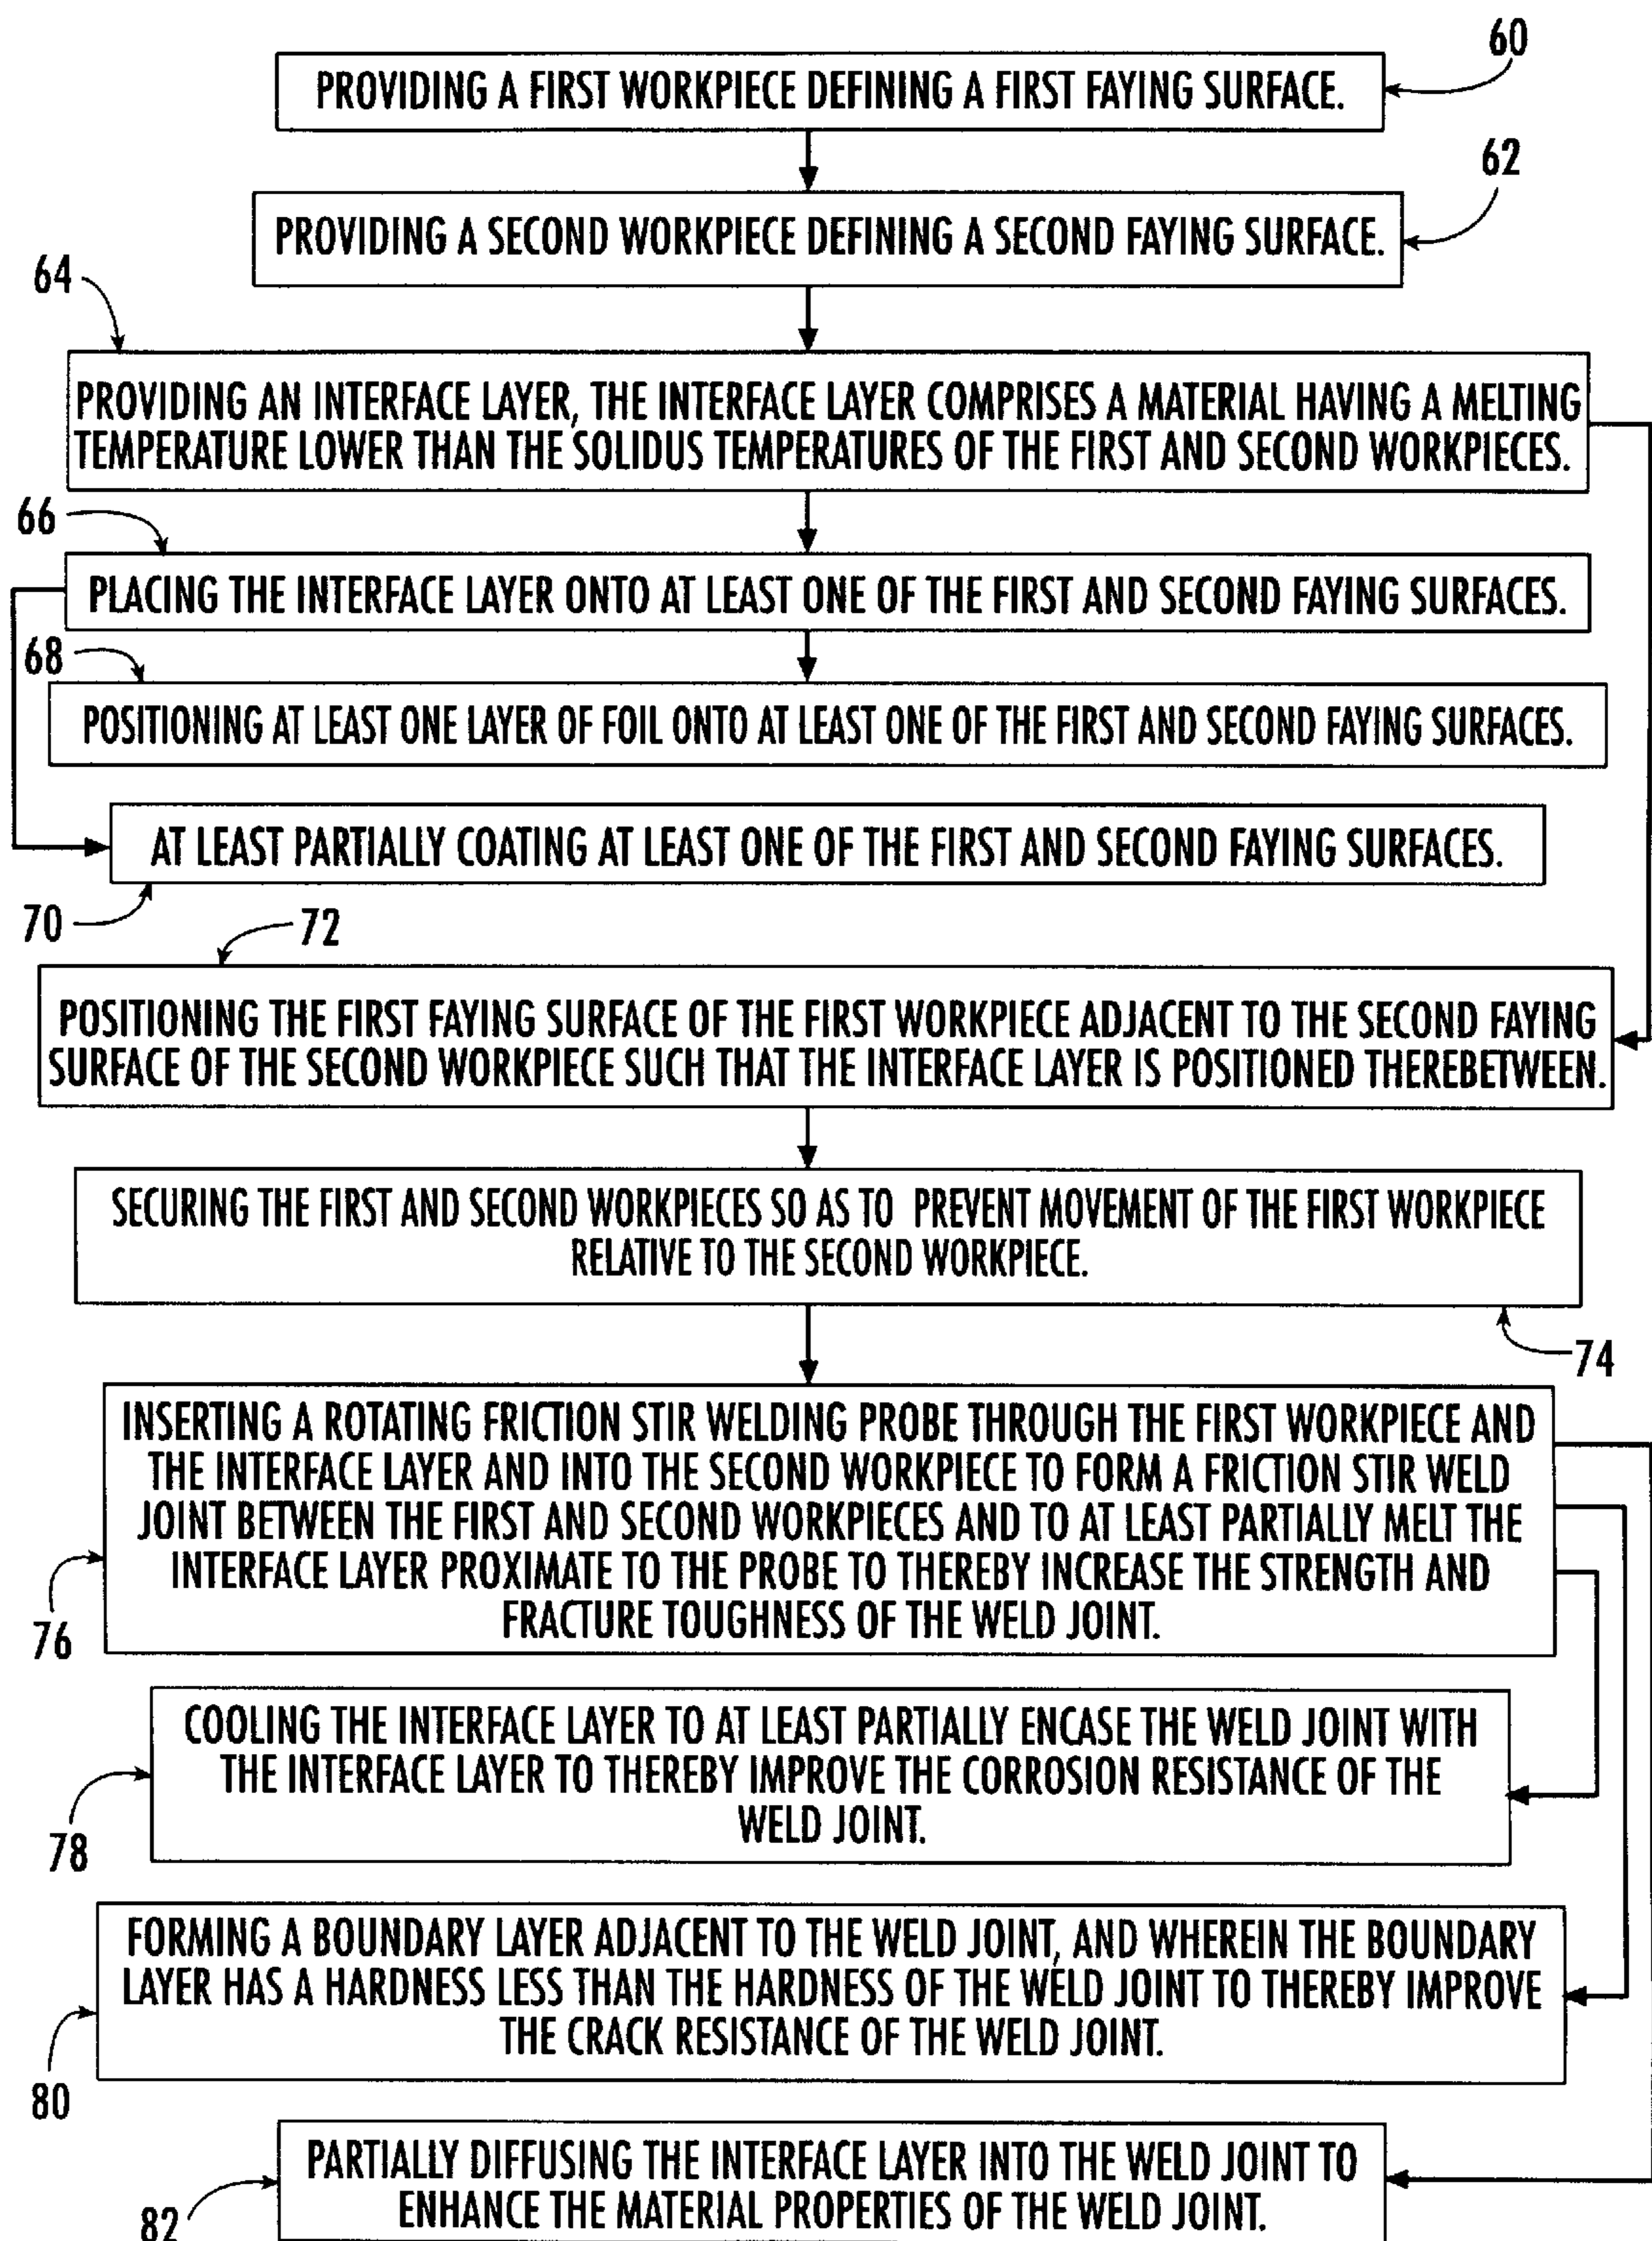 60
PROVIDING A FIRST WORKPIECE DEFINING A FIRST FAYING SURFACE.
62
PROVIDING A SECOND WORKPIECE DEFINING A SECOND FAYING SURFACE.
64
PROVIDING AN INTERFACE LAYER, THE INTERFACE LAYER COMPRISES A MATERIAL HAVING A MELTING
TEMPERATURE LOWER THAN THE SOLIDUS TEMPERATURES OF THE FIRST AND SECOND WORKPIECES.
66
PLACING THE INTERFACE LAYER ONTO AT LEAST ONE OF THE FIRST AND SECOND FAYING SURFACES.
68
POSITIONING AT LEAST ONE LAYER OF FOIL ONTO AT LEAST ONE OF THE FIRST AND SECOND FAYING SURFACES.
AT LEAST PARTIALLY COATING AT LEAST ONE OF THE FIRST AND SECOND FAYING SURFACES.
70
72
POSITIONING THE FIRST FAYING SURFACE OF THE FIRST WORKPIECE ADJACENT TO THE SECOND FAYING
SURFACE OF THE SECOND WORKPIECE SUCH THAT THE INTERFACE LAYER IS POSITIONED THEREBETWEEN.
SECURING THE FIRST AND SECOND WORKPIECES SO AS TO PREVENT MOVEMENT OF THE FIRST WORKPIECE
RELATIVE TO THE SECOND WORKPIECE.
74
INSERTING A ROTATING FRICTION STIR WELDING PROBE THROUGH THE FIRST WORKPIECE AND
THE INTERFACE LAYER AND INTO THE SECOND WORKPIECE TO FORM A FRICTION STIR WELD
JOINT BETWEEN THE FIRST AND SECOND WORKPIECES AND TO AT LEAST PARTIALLY MELT THE
INTERFACE LAYER PROXIMATE TO THE PROBE TO THEREBY INCREASE THE STRENGTH AND
FRACTURE TOUGHNESS OF THE WELD JOINT.
76
COOLING THE INTERFACE LAYER TO AT LEAST PARTIALLY ENCASE THE WELD JOINT WITH
THE INTERFACE LAYER TO THEREBY IMPROVE THE CORROSION RESISTANCE OF THE
WELD JOINT.
78
FORMING A BOUNDARY LAYER ADJACENT TO THE WELD JOINT, AND WHEREIN THE BOUNDARY
LAYER HAS A HARDNESS LESS THAN THE HARDNESS OF THE WELD JOINT TO THEREBY IMPROVE
THE CRACK RESISTANCE OF THE WELD JOINT.
80
PARTIALLY DIFFUSING THE INTERFACE LAYER INTO THE WELD JOINT TO
ENHANCE THE MATERIAL PROPERTIES OF THE WELD JOINT.
82